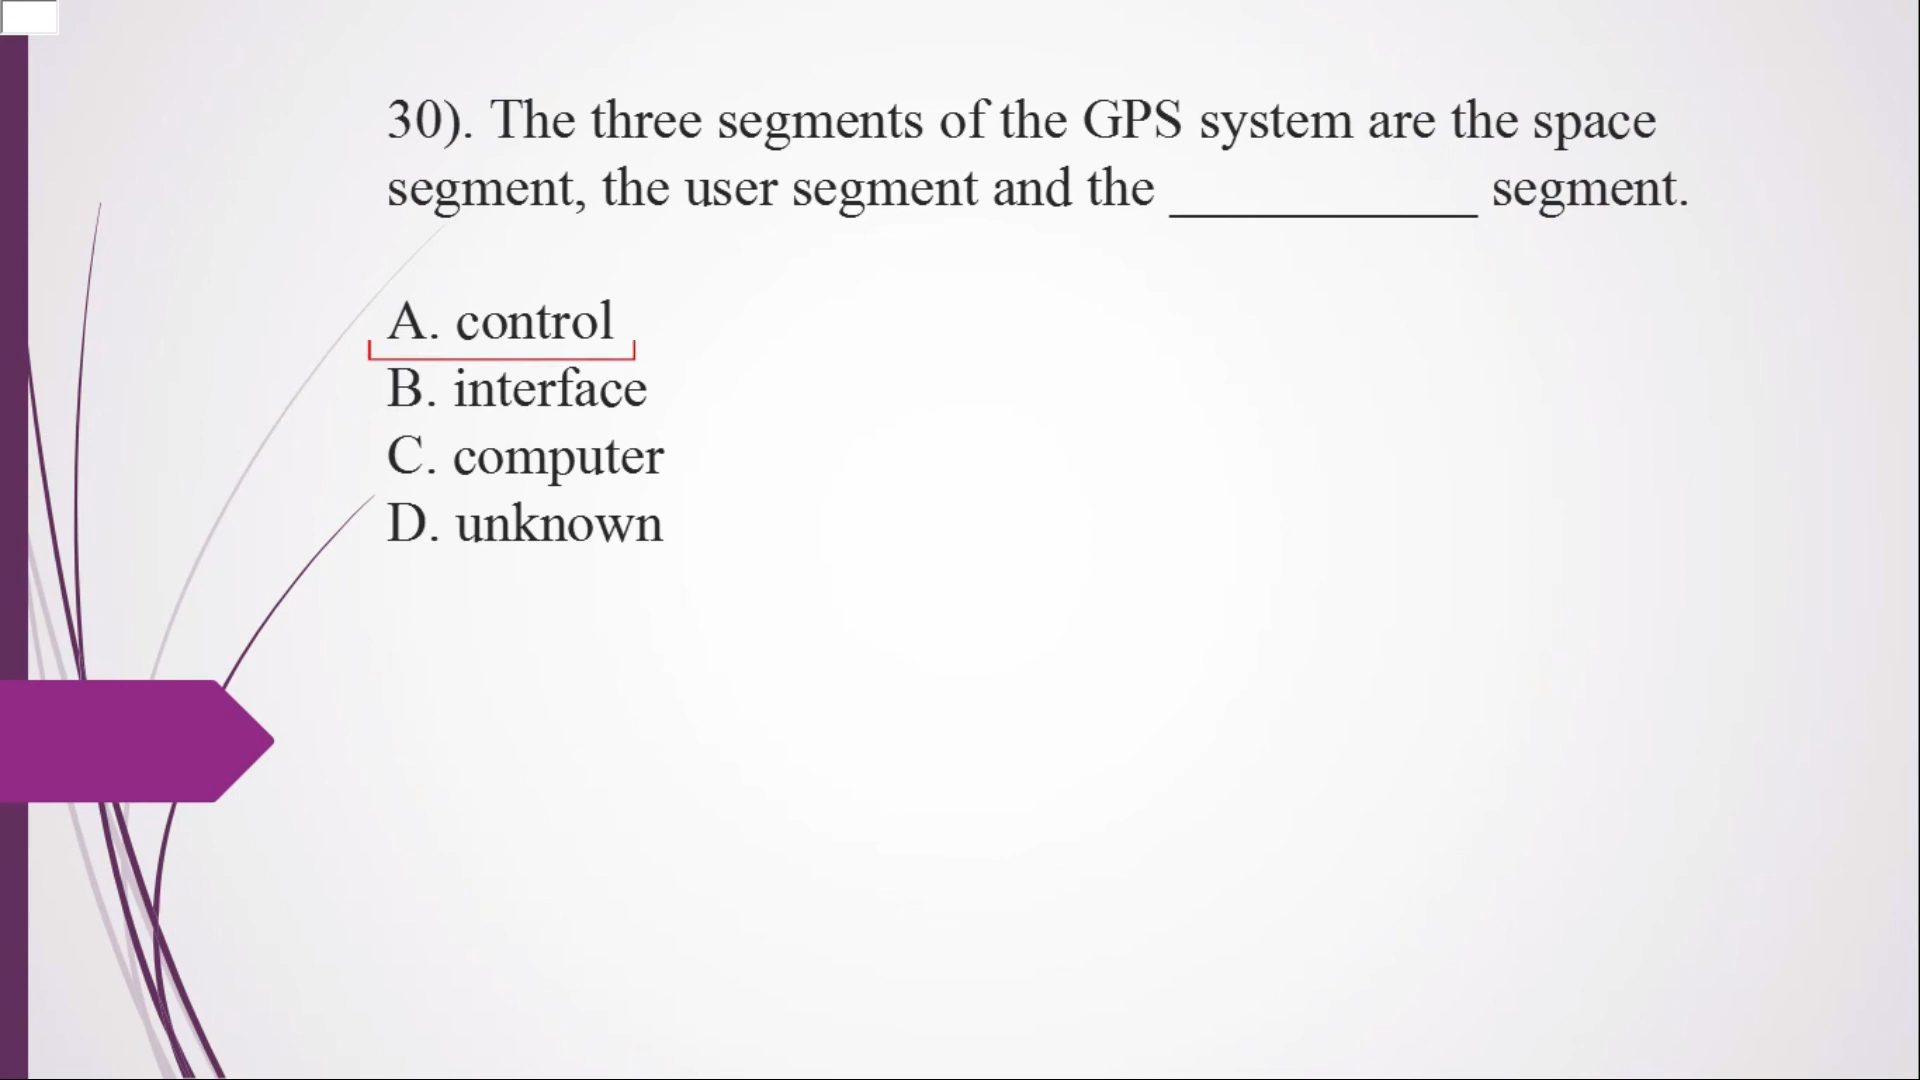 30). The three segments of the GPS system are the space
segment, the user segment and the ___________ segment.
A. control
B. interface
C. computer
D. unknown